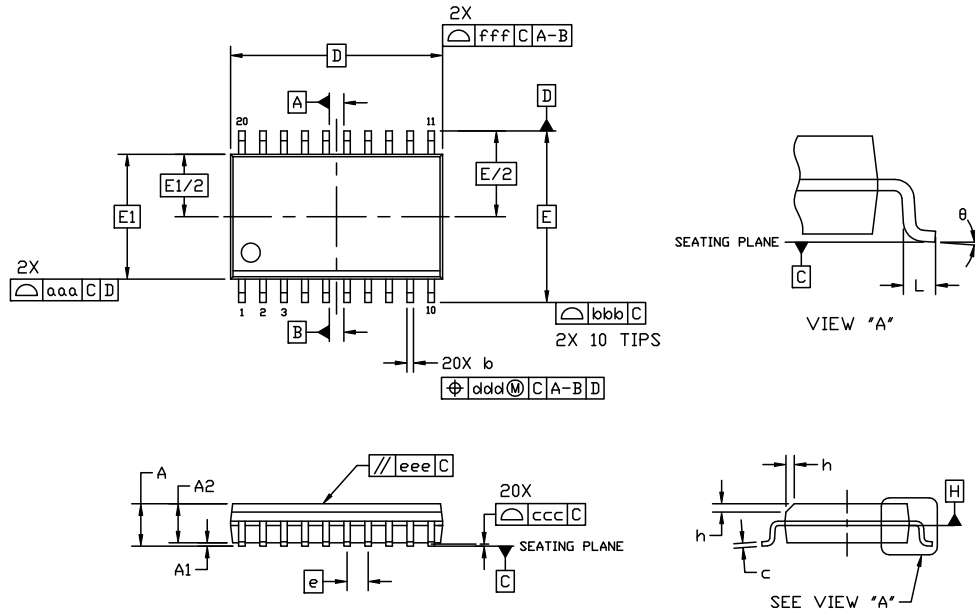 2X
⌓ fff C A-B
D
A
D
20
11
E1/2
E/2
E1
E
2X
⌓ aaa C D
1 2 3
10
B
⌓ bbb C
2X 10 TIPS
20X b
⌖ ddd Ⓜ C A-B D
θ
SEATING PLANE
C
L
VIEW "A"
A
A2
// eee C
20X
⌓ ccc C
SEATING PLANE
A1
e
C
h
H
h
c
SEE VIEW "A"